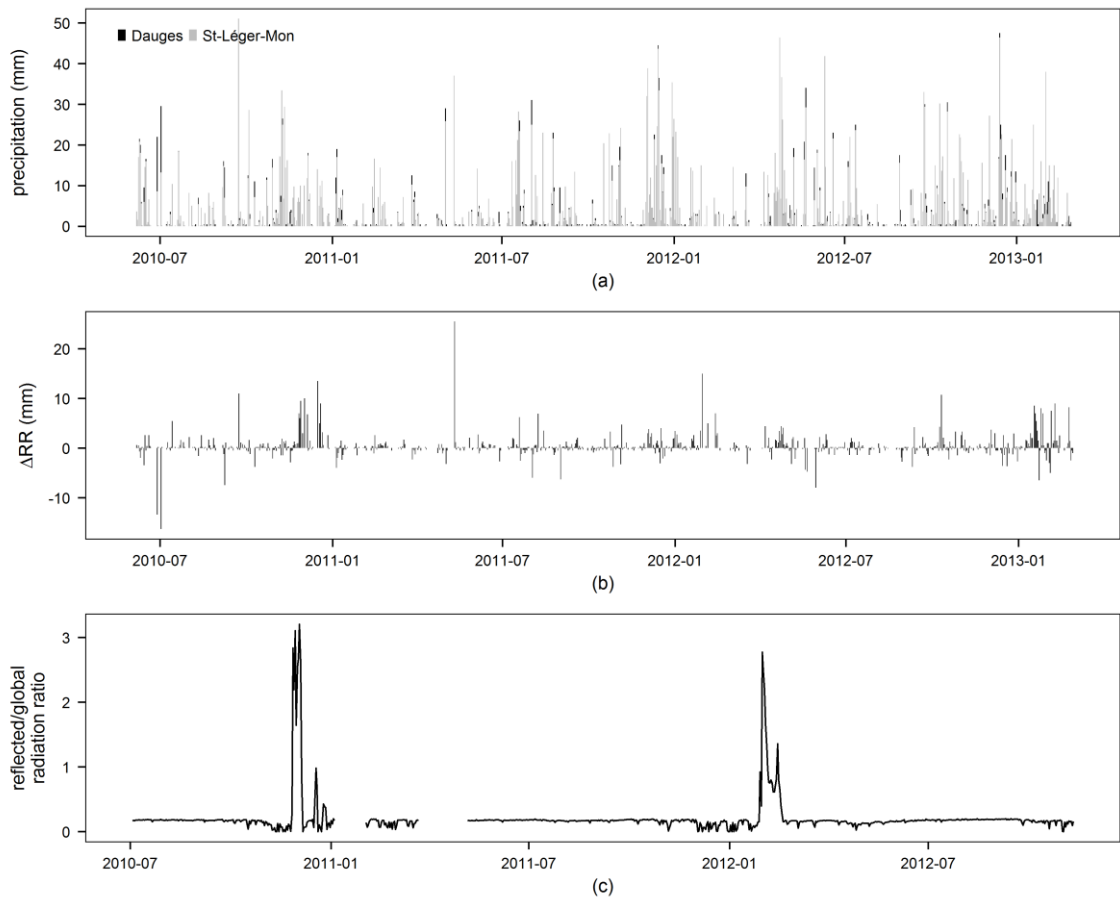 50
40
30
20
10
0
precipitation (mm)
Dauges St-Léger-Mon
2010-07 2011-01 2011-07 2012-01 2012-07 2013-01
(a)
20
10
0
-10
ΔRR (mm)
2010-07 2011-01 2011-07 2012-01 2012-07 2013-01
(b)
3
2
1
0
reflected/global
radiation ratio
2010-07 2011-01 2011-07 2012-01 2012-07
(c)